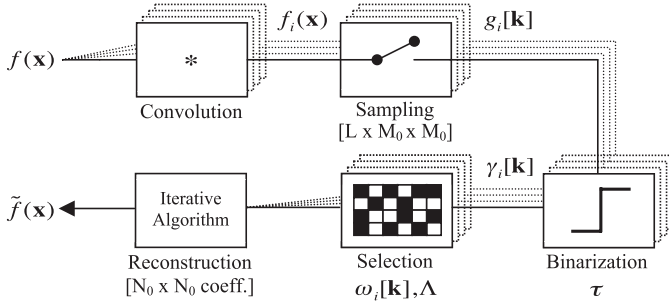 f(x)
*
f_i(x)
g_i[k]
Convolution
Sampling
[L x M_0 x M_0]
γ_i[k]
f̃(x)
Iterative
Algorithm
Reconstruction
[N_0 x N_0 coeff.]
Selection
ω_i[k],Λ
Binarization
τ